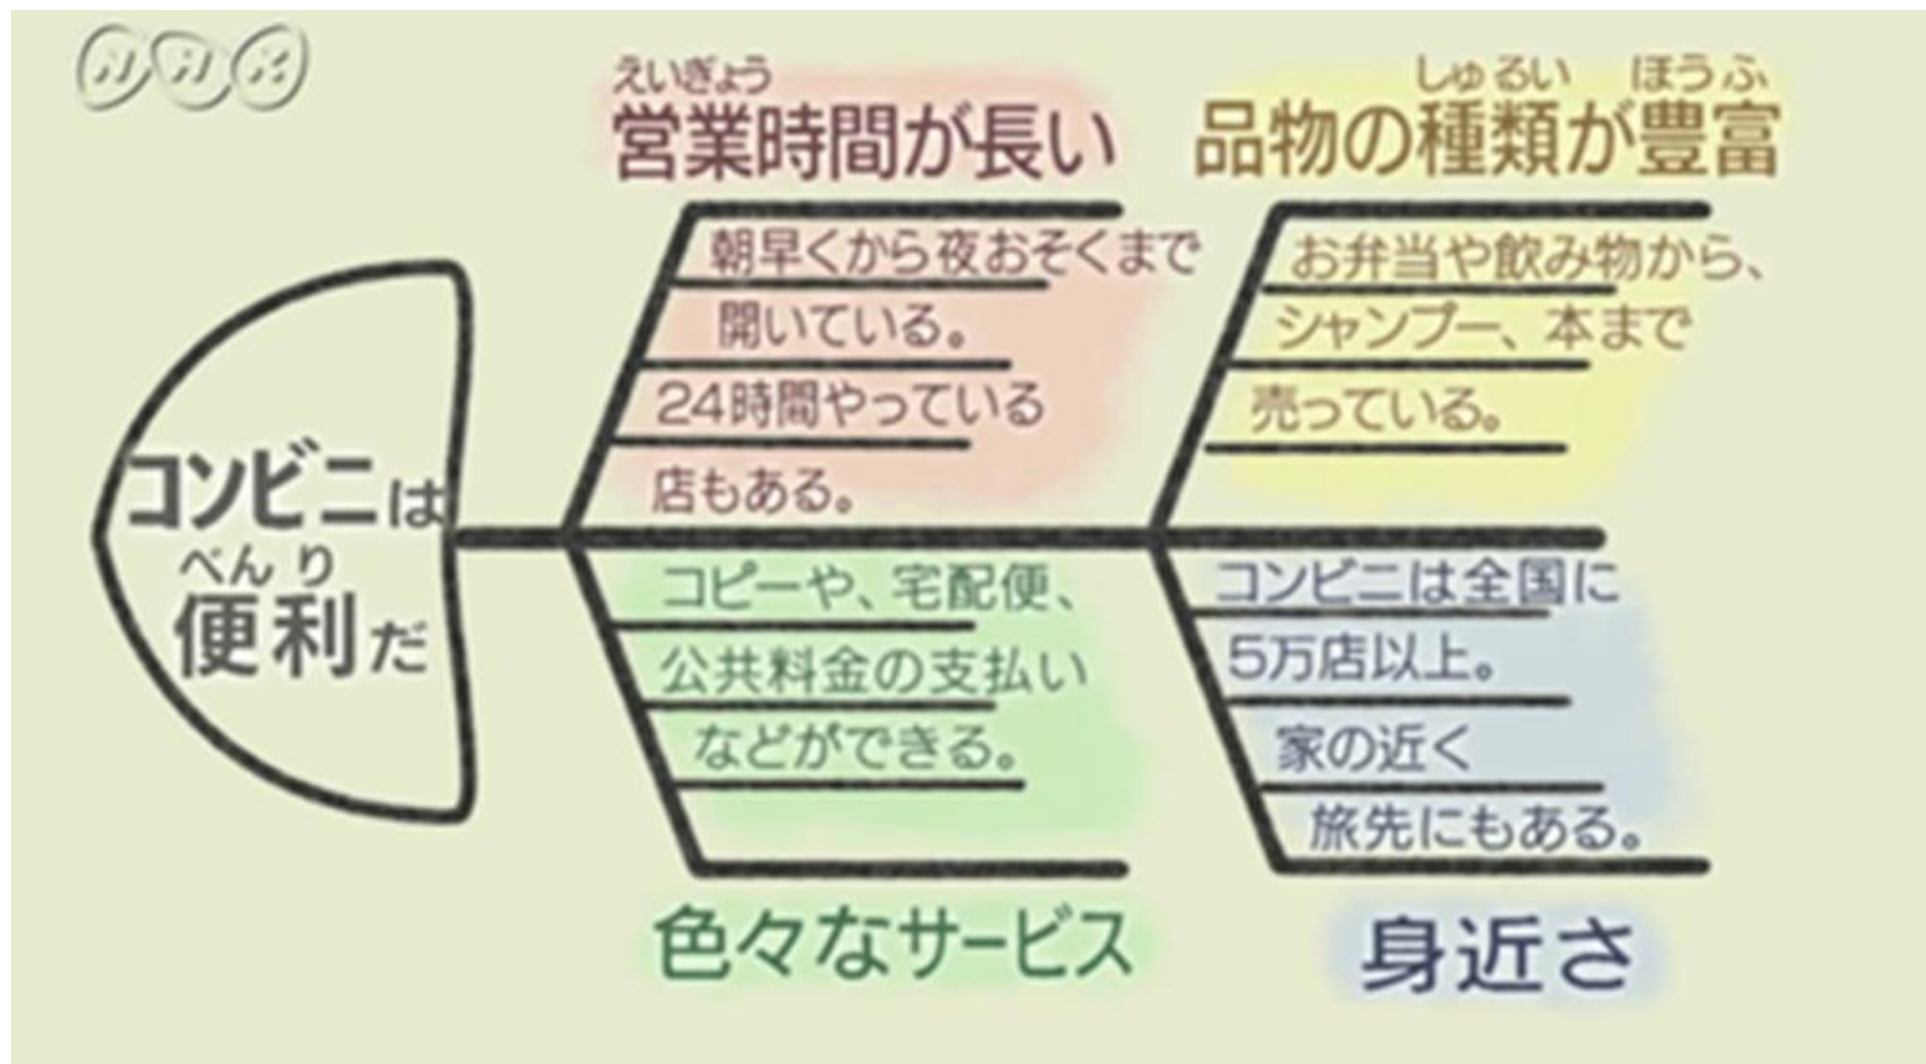 NHK
コンビニは
べんり
便利だ
えいぎょう
営業時間が長い
朝早くから夜おそくまで
開いている。
24時間やっている
店もある。
しゅるい ほうふ
品物の種類が豊富
お弁当や飲み物から、
シャンプー、本まで
売っている。
コピーや、宅配便、
公共料金の支払い
などができる。
色々なサービス
コンビニは全国に
5万店以上。
家の近く
旅先にもある。
身近さ